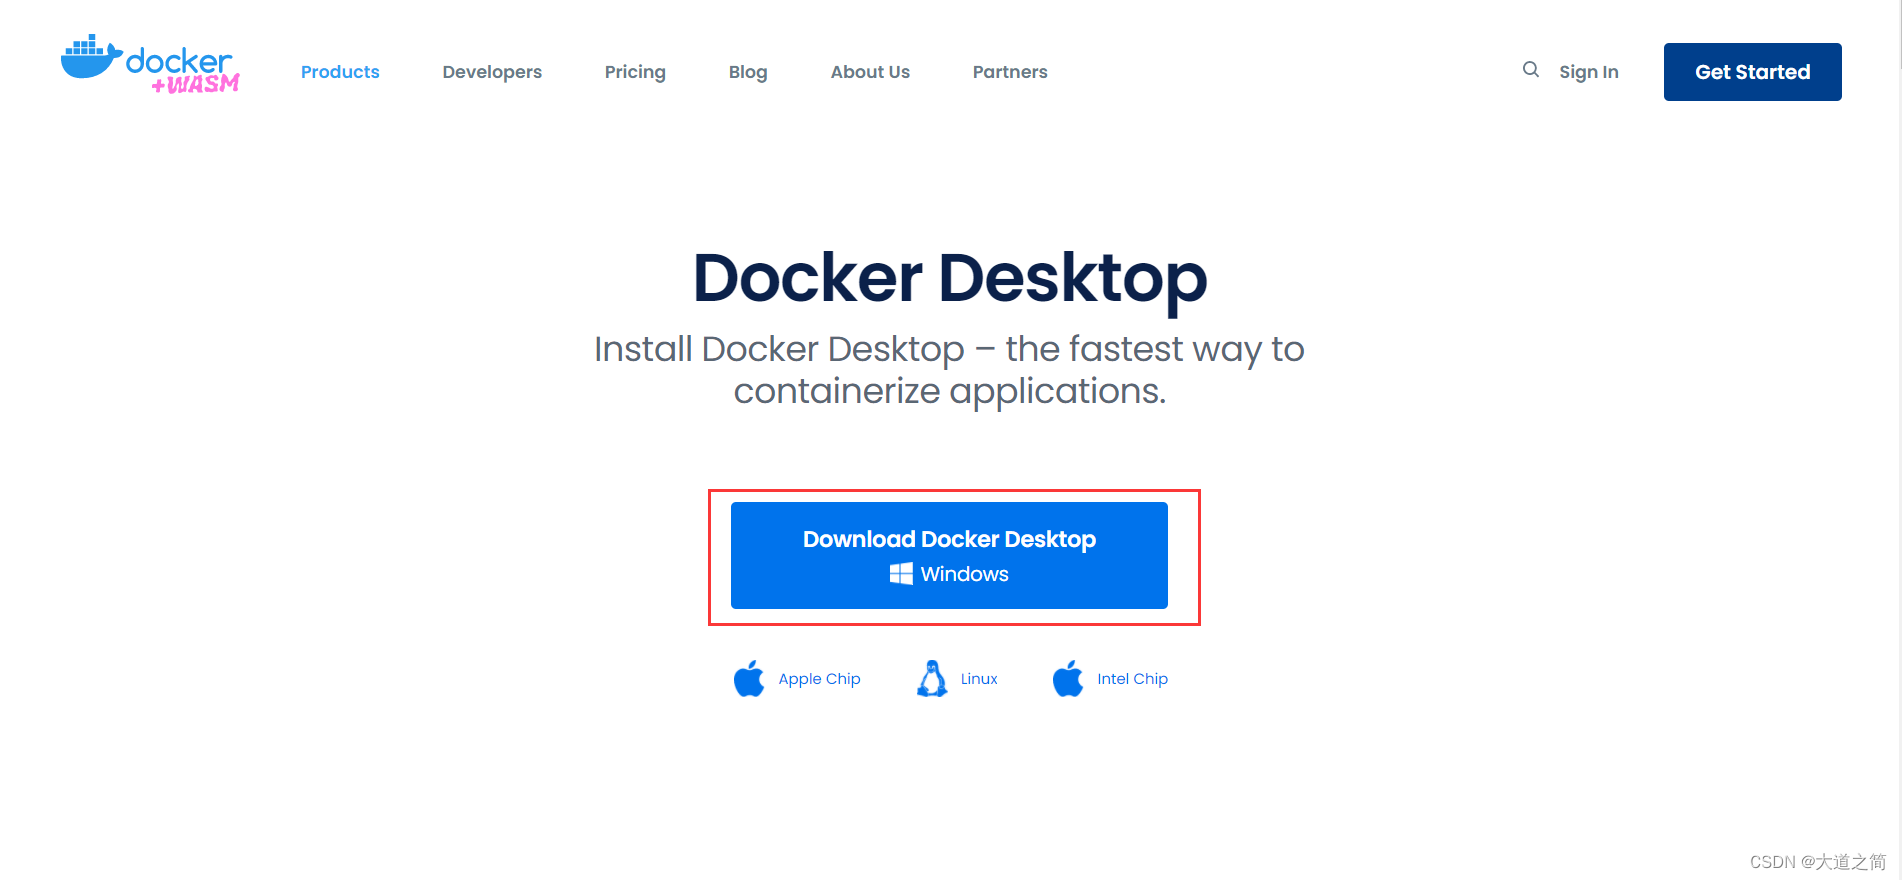 docker
+WASM
Products
Developers
Pricing
Blog
About Us
Partners
Sign In
Get Started
Docker Desktop
Install Docker Desktop – the fastest way to
containerize applications.
Download Docker Desktop
Windows
Apple Chip
Linux
Intel Chip
CSDN @大道之简